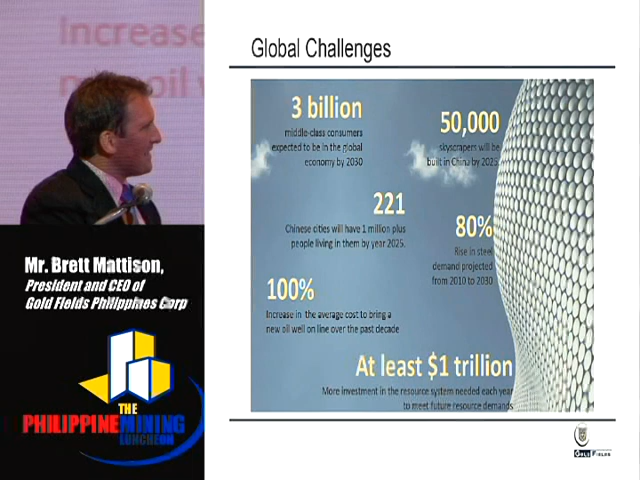 Increase
oil
Mr. Brett Mattison,
President and CEO of
Gold Fields Philippines Corp
THE
PHILIPPINE MINING
LUNCHEON
Global Challenges
3 billion
middle-class consumers
expected to be in the global
economy by 2030
50,000
skyscrapers will be
built in China by 2025
221
Chinese cities will have 1 million plus
people living in them by year 2025.
80%
Rise in steel
demand projected
from 2010 to 2030
100%
Increase in the average cost to bring a
new oil well on line over the past decade
At least $1 trillion
More investment in the resource system needed each year
to meet future resource demands
GOLD FIELDS